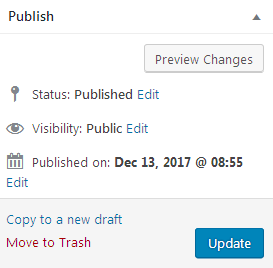 Publish
Preview Changes
Status: Published Edit
Visibility: Public Edit
Published on: Dec 13, 2017 @ 08:55
Edit
Copy to a new draft
Move to Trash
Update